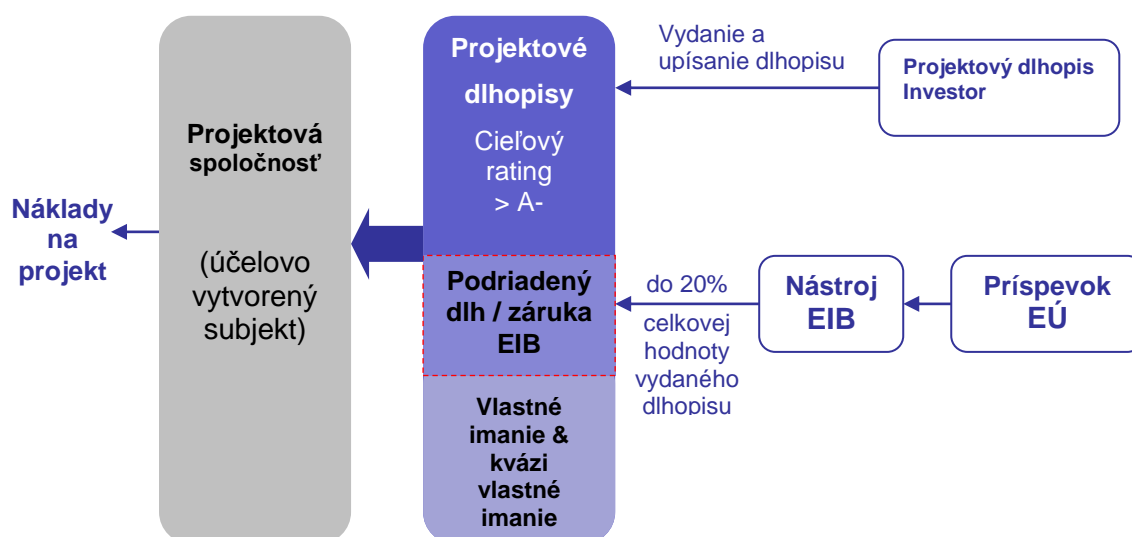 Náklady
na
projekt
Projektová
spoločnosť
(účelovo
vytvorený
subjekt)
Projektové
dlhopisy
Cieľový
rating
> A-
Podriadený
dlh / záruka
EIB
Vlastné
imanie &
kvázi
vlastné
imanie
Vydanie a
upísanie dlhopisu
Projektový dlhopis
Investor
do 20%
celkovej
hodnoty
vydaného
dlhopisu
Nástroj
EIB
Príspevok
EÚ